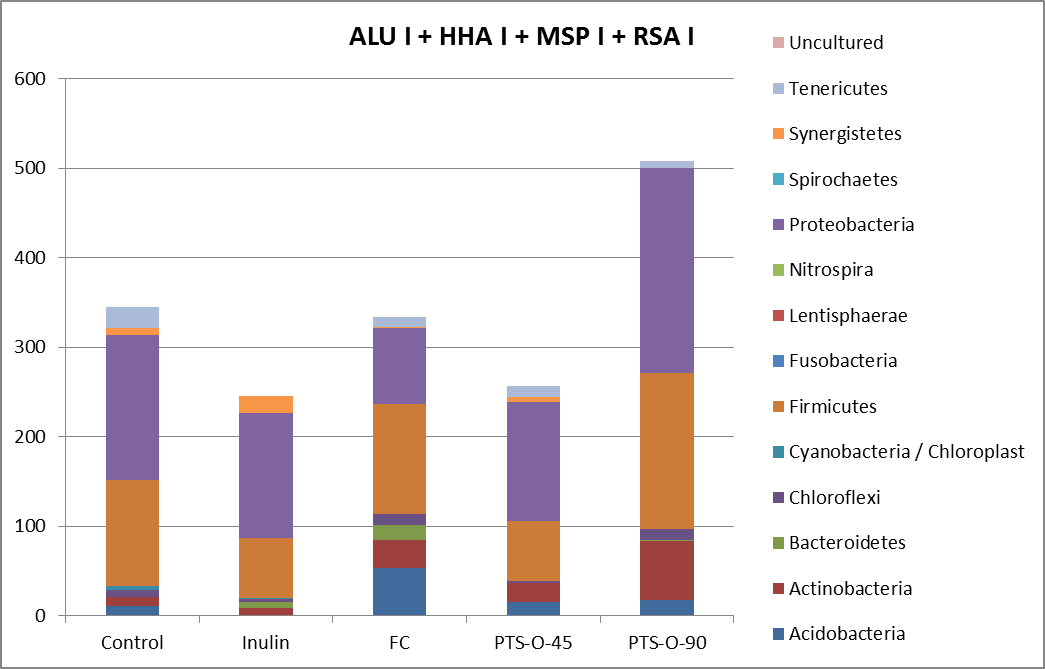 ALU I + HHA I + MSP I + RSA I
600
500
400
300
200
100
0
Control
Inulin
FC
PTS-O-45
PTS-O-90
Uncultured
Tenericutes
Synergistetes
Spirochaetes
Proteobacteria
Nitrospira
Lentisphaerae
Fusobacteria
Firmicutes
Cyanobacteria / Chloroplast
Chloroflexi
Bacteroidetes
Actinobacteria
Acidobacteria